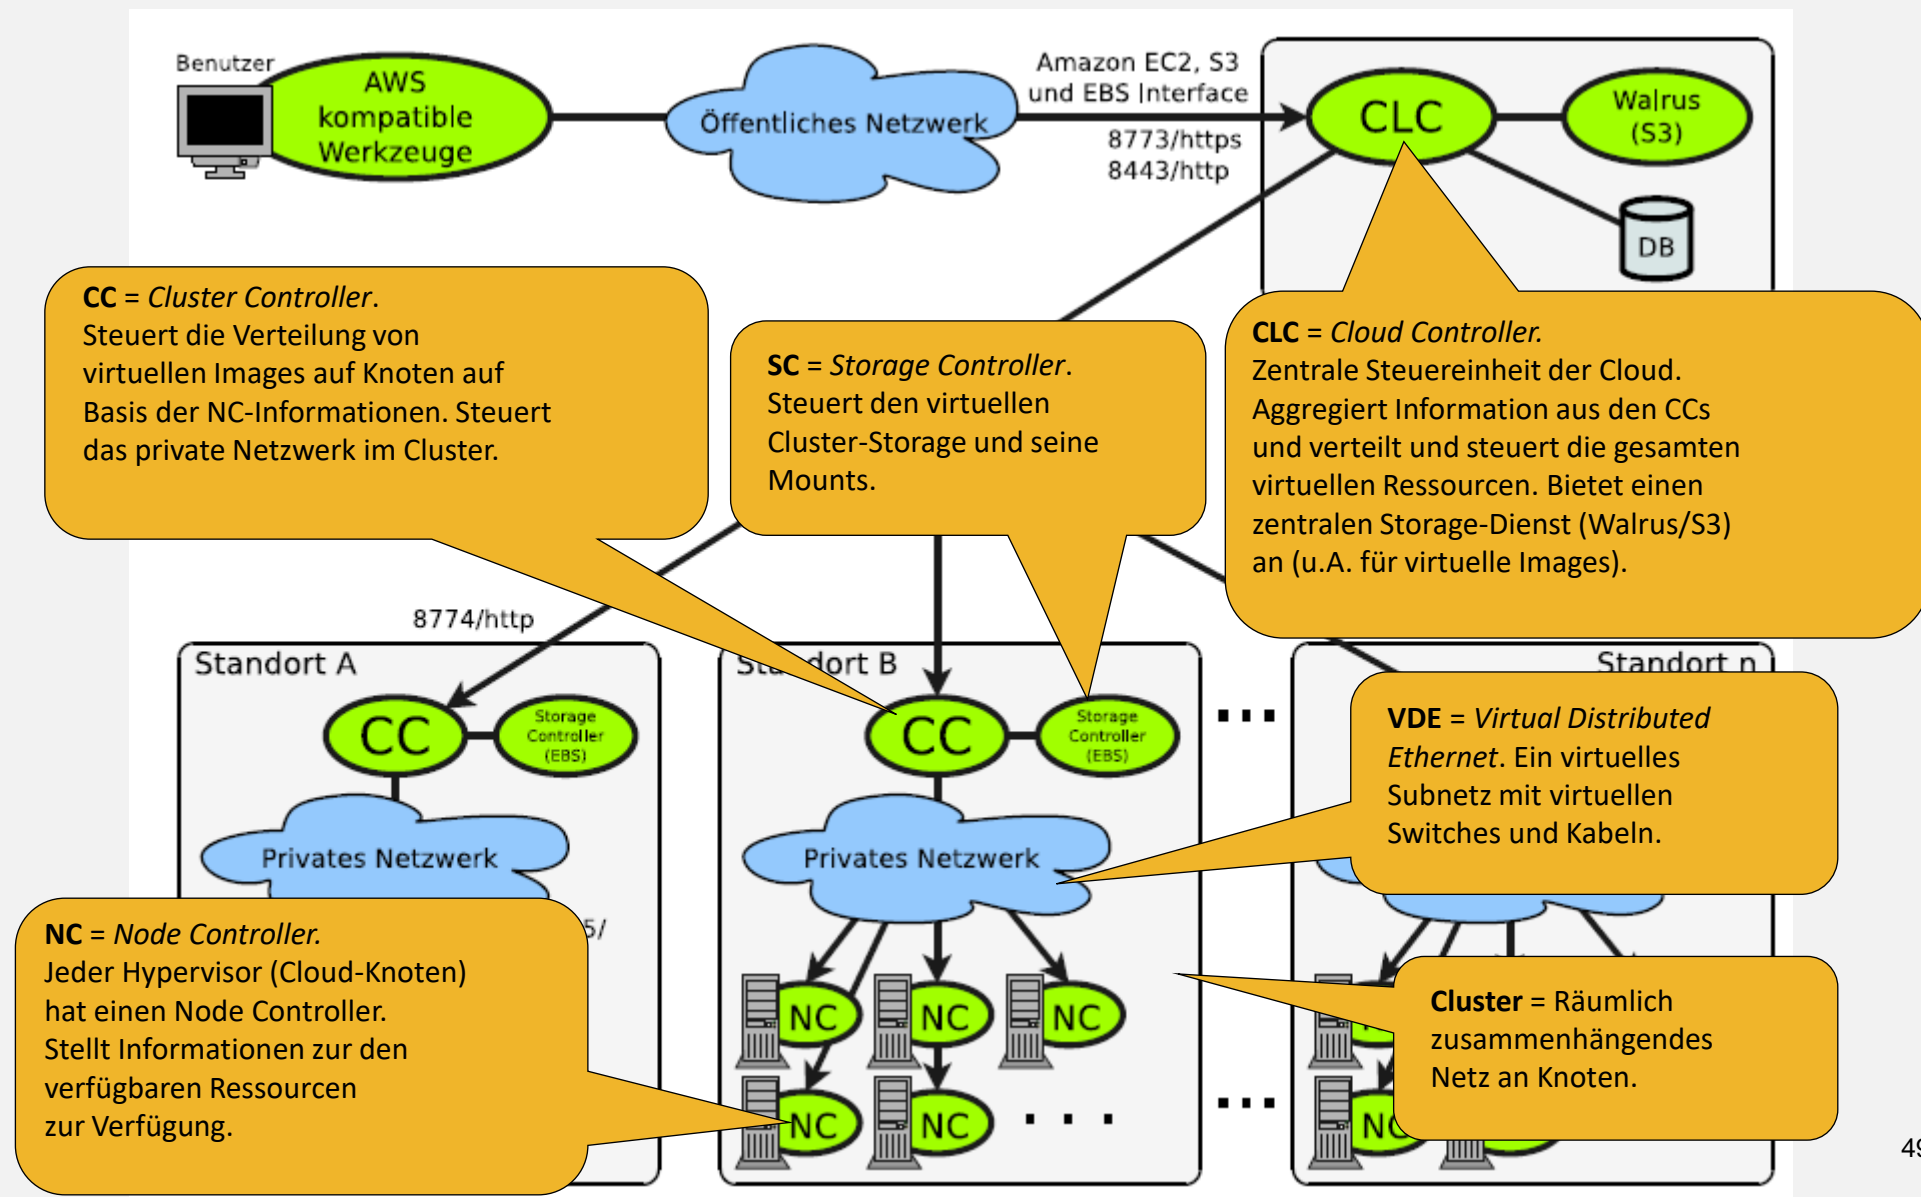 Benutzer
AWS
kompatible
Werkzeuge
Öffentliches Netzwerk
Amazon EC2, S3
und EBS Interface
8773/https
8443/http
CLC
Walrus
(S3)
DB
CC = Cluster Controller.
Steuert die Verteilung von
virtuellen Images auf Knoten auf
Basis der NC-Informationen. Steuert
das private Netzwerk im Cluster.
SC = Storage Controller.
Steuert den virtuellen
Cluster-Storage und seine
Mounts.
CLC = Cloud Controller.
Zentrale Steuereinheit der Cloud.
Aggregiert Information aus den CCs
und verteilt und steuert die gesamten
virtuellen Ressourcen. Bietet einen
zentralen Storage-Dienst (Walrus/S3)
an (u.A. für virtuelle Images).
8774/http
Standort A
CC
Storage
Controller
(EBS)
Privates Netzwerk
5/
Standort B
CC
Storage
Controller
(EBS)
Privates Netzwerk
NC
NC
NC
NC
NC
. . .
...
...
Standort n
VDE = Virtual Distributed
Ethernet. Ein virtuelles
Subnetz mit virtuellen
Switches und Kabeln.
NC = Node Controller.
Jeder Hypervisor (Cloud-Knoten)
hat einen Node Controller.
Stellt Informationen zur den
verfügbaren Ressourcen
zur Verfügung.
Cluster = Räumlich
zusammenhängendes
Netz an Knoten.
NC
49